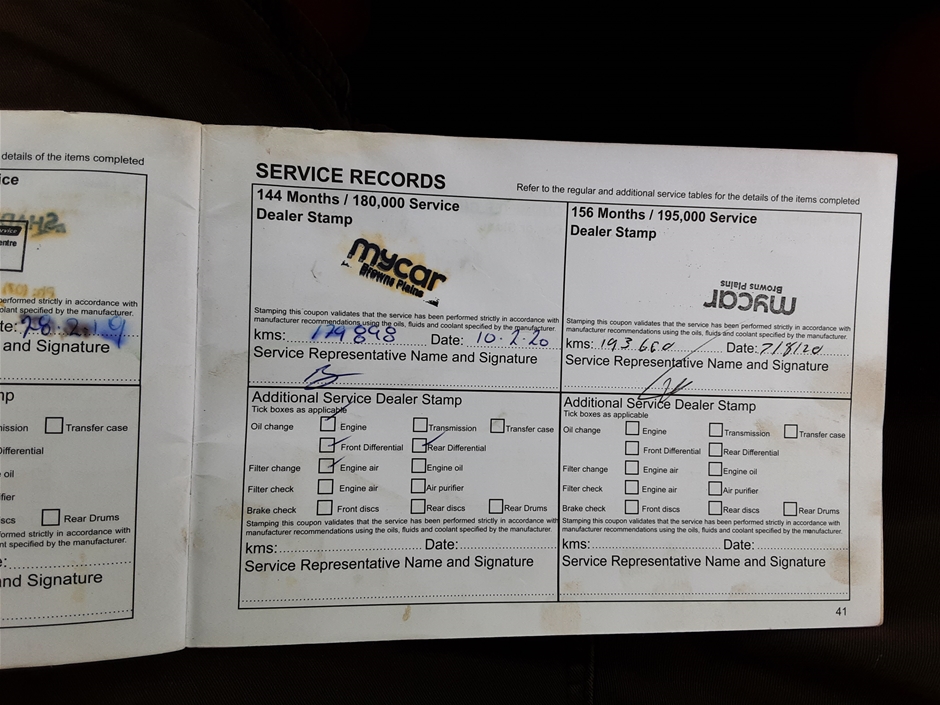 details of the items completed
ice
performed strictly in accordance with
olant specified by the manufacturer.
te: 28.2.19
and Signature
mp
mission Transfer case
ifferential
oil
ifier
scs Rear Drums
formed strictly in accordance with
nt specified by the manufacturer.
e:
and Signature
SERVICE RECORDS
Refer to the regular and additional service tables for the details of the items completed
144 Months / 180,000 Service
Dealer Stamp
mycar
Browns Plains
Stamping this coupon validates that the service has been performed strictly in accordance with
manufacturer recommendations using the oils, fluids and coolant specified by the manufacturer.
kms: 179898 Date: 10.2.20
Service Representative Name and Signature
Additional Service Dealer Stamp
Tick boxes as applicable
Oil change Engine Transmission Transfer case
Front Differential Rear Differential
Filter change Engine air Engine oil
Filter check Engine air Air purifier
Brake check Front discs Rear discs Rear Drums
Stamping this coupon validates that the service has been performed strictly in accordance with
manufacturer recommendations using the oils, fluids and coolant specified by the manufacturer.
kms: Date:
Service Representative Name and Signature
156 Months / 195,000 Service
Dealer Stamp
mycar
Browns Plains
Stamping this coupon validates that the service has been performed strictly in accordance with
manufacturer recommendations using the oils, fluids and coolant specified by the manufacturer.
kms: 193660 Date: 7/8/20
Service Representative Name and Signature
Additional Service Dealer Stamp
Tick boxes as applicable
Oil change Engine Transmission Transfer case
Front Differential Rear Differential
Filter change Engine air Engine oil
Filter check Engine air Air purifier
Brake check Front discs Rear discs Rear Drums
Stamping this coupon validates that the service has been performed strictly in accordance with
manufacturer recommendations using the oils, fluids and coolant specified by the manufacturer.
kms: Date:
Service Representative Name and Signature
41